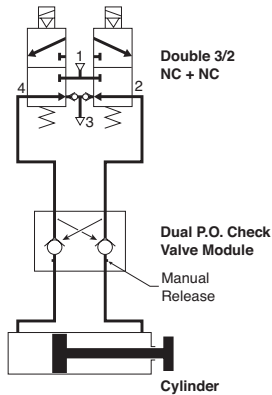 Double 3/2
NC + NC
1
4
2
3
Dual P.O. Check
Valve Module
Manual
Release
Cylinder